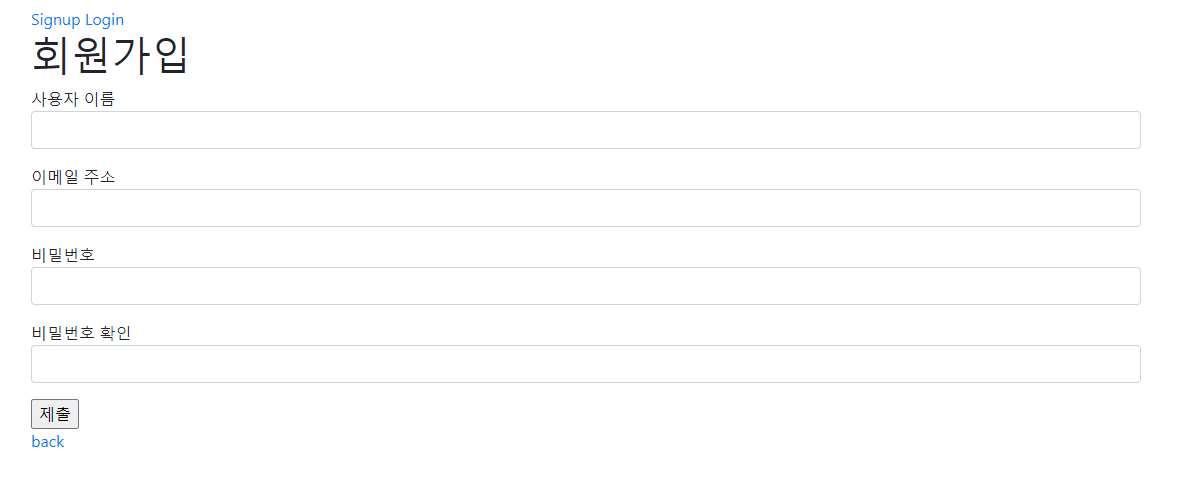 Signup Login
회원가입
사용자 이름
이메일 주소
비밀번호
비밀번호 확인
제출
back